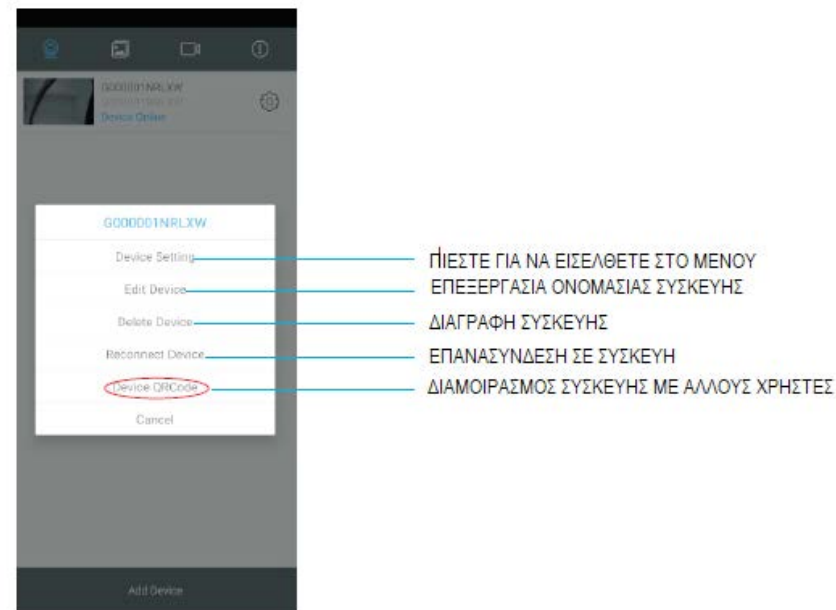 G000001NRLXW
Device Online
G000001NRLXW
Device Setting
ΠΙΕΣΤΕ ΓΙΑ ΝΑ ΕΙΣΕΛΘΕΤΕ ΣΤΟ ΜΕΝΟΥ
Edit Device
ΕΠΕΞΕΡΓΑΣΙΑ ΟΝΟΜΑΣΙΑΣ ΣΥΣΚΕΥΗΣ
Delete Device
ΔΙΑΓΡΑΦΗ ΣΥΣΚΕΥΗΣ
Reconnect Device
ΕΠΑΝΑΣΥΝΔΕΣΗ ΣΕ ΣΥΣΚΕΥΗ
Device QRCode
ΔΙΑΜΟΙΡΑΣΜΟΣ ΣΥΣΚΕΥΗΣ ΜΕ ΑΛΛΟΥΣ ΧΡΗΣΤΕΣ
Cancel
Add Device